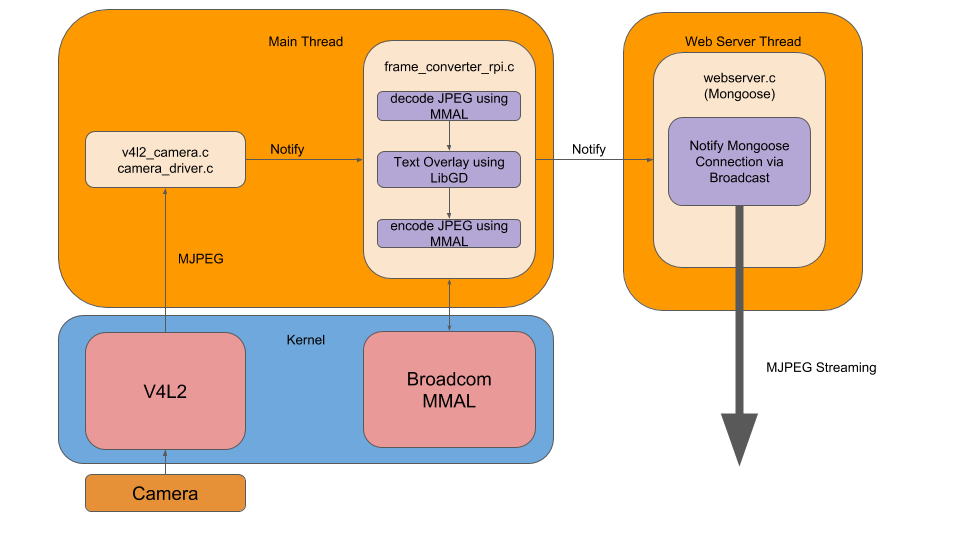 Main Thread
Web Server Thread
frame_converter_rpi.c
webserver.c
(Mongoose)
decode JPEG using
MMAL
v4l2_camera.c
camera_driver.c
Notify
Text Overlay using
LibGD
Notify
Notify Mongoose
Connection via
Broadcast
encode JPEG using
MMAL
MJPEG
Kernel
V4L2
Broadcom
MMAL
MJPEG Streaming
Camera